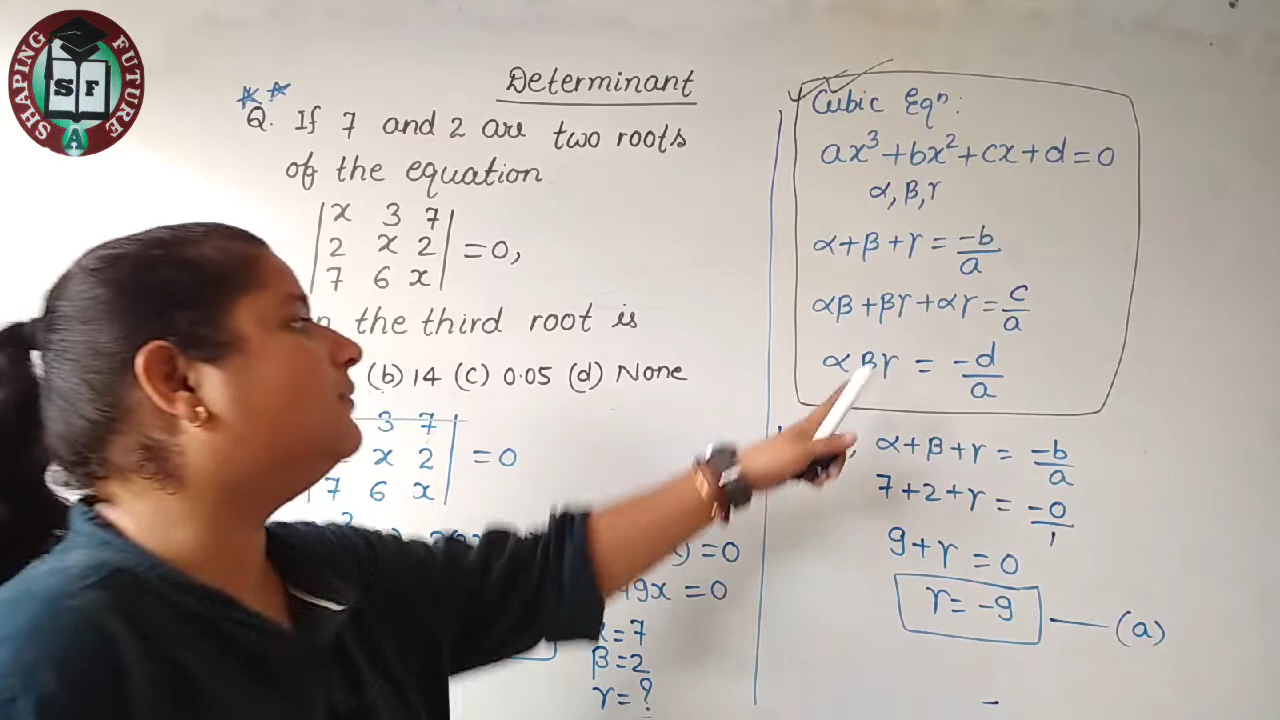 SHAPING FUTURE
S F
A
Determinant
Q. If 7 and 2 are two roots
of the equation
|x 3 7|
|2 x 2| = 0,
|7 6 x|
the third root is
(b) 14 (c) 0.05 (d) None
3 7|
x 2| = 0
7 6 x|
) = 0
49x = 0
α = 7
β = 2
γ = ?
Cubic Eqⁿ:
ax³ + bx² + cx + d = 0
α, β, γ
α + β + γ = -b/a
αβ + βγ + αγ = c/a
αβγ = -d/a
α + β + γ = -b/a
7 + 2 + γ = -0/1
9 + γ = 0
γ = -9 — (a)